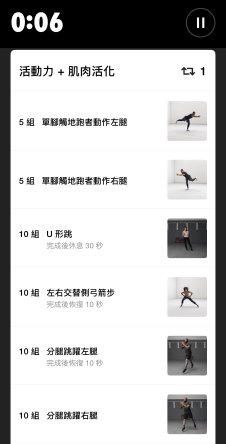 0:06
活動力 + 肌肉活化
1
5 組 單腳觸地跑者動作左腿
5 組 單腳觸地跑者動作右腿
10 組 U 形跳
完成後休息 30 秒
10 組 左右交替側弓箭步
完成後恢復 10 秒
10 組 分腿跳躍左腿
完成後恢復 10 秒
10 組 分腿跳躍右腿